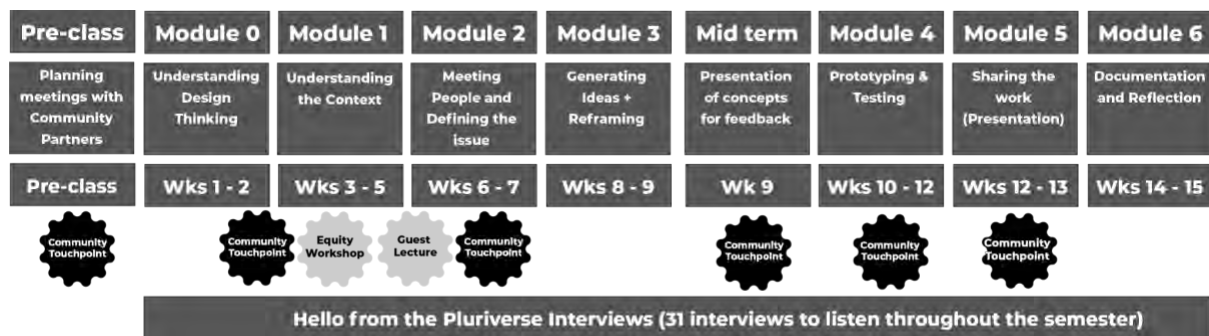 Pre-class
Module 0
Module 1
Module 2
Module 3
Mid term
Module 4
Module 5
Module 6
Planning
meetings with
Community
Partners
Understanding
Design
Thinking
Understanding
the Context
Meeting
People and
Defining the
issue
Generating
Ideas +
Reframing
Presentation
of concepts
for feedback
Prototyping &
Testing
Sharing the
work
(Presentation)
Documentation
and Reflection
Pre-class
Wks 1 - 2
Wks 3 - 5
Wks 6 - 7
Wks 8 - 9
Wk 9
Wks 10 - 12
Wks 12 - 13
Wks 14 - 15
Community
Touchpoint
Community
Touchpoint
Equity
Workshop
Guest
Lecture
Community
Touchpoint
Community
Touchpoint
Community
Touchpoint
Community
Touchpoint
Hello from the Pluriverse Interviews (31 interviews to listen throughout the semester)